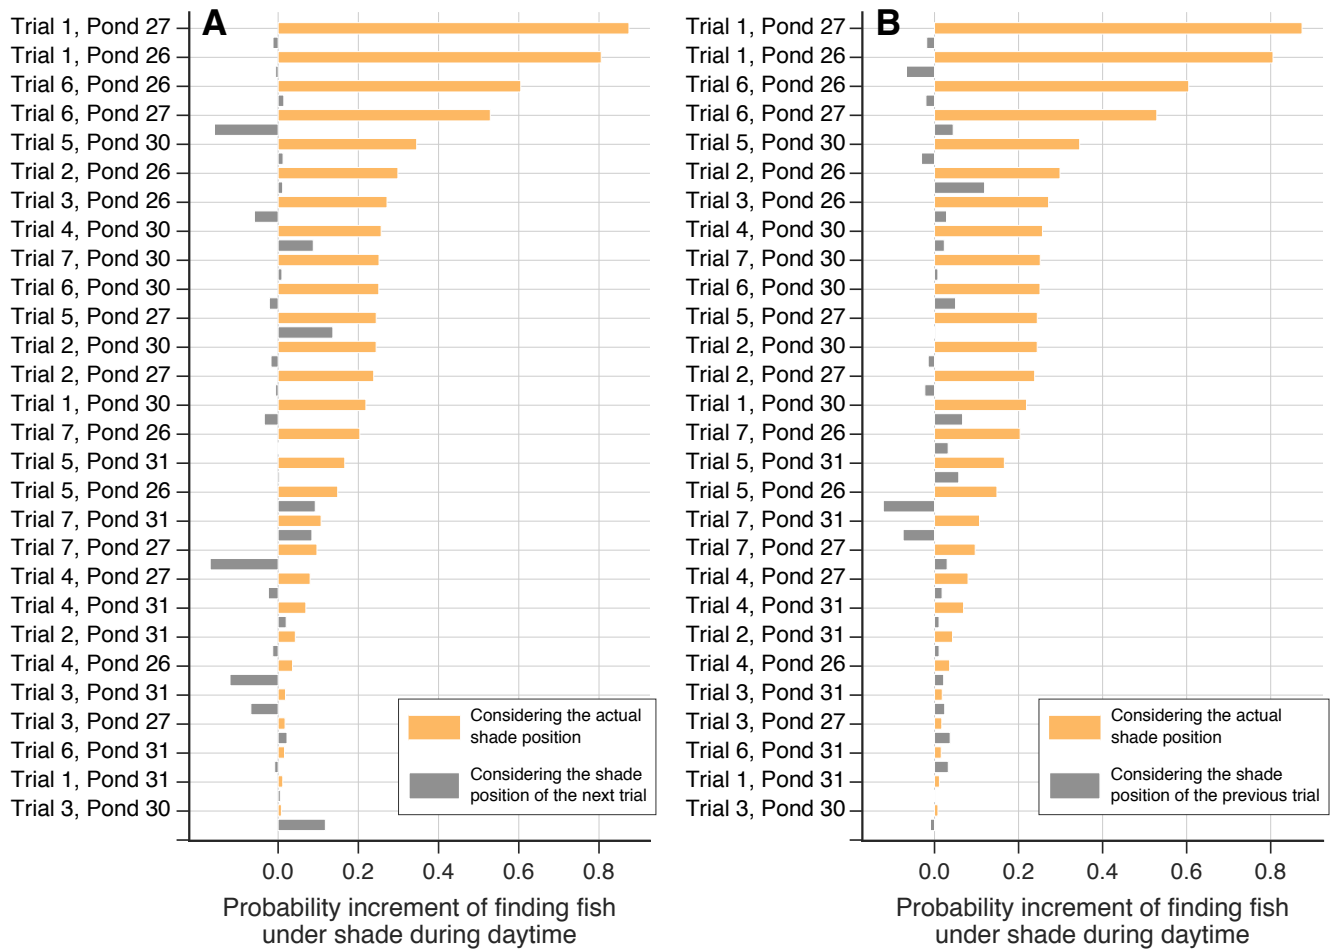 A
Trial 1, Pond 27
Trial 1, Pond 26
Trial 6, Pond 26
Trial 6, Pond 27
Trial 5, Pond 30
Trial 2, Pond 26
Trial 3, Pond 26
Trial 4, Pond 30
Trial 7, Pond 30
Trial 6, Pond 30
Trial 5, Pond 27
Trial 2, Pond 30
Trial 2, Pond 27
Trial 1, Pond 30
Trial 7, Pond 26
Trial 5, Pond 31
Trial 5, Pond 26
Trial 7, Pond 31
Trial 7, Pond 27
Trial 4, Pond 27
Trial 4, Pond 31
Trial 2, Pond 31
Trial 4, Pond 26
Trial 3, Pond 31
Trial 3, Pond 27
Trial 6, Pond 31
Trial 1, Pond 31
Trial 3, Pond 30
Considering the actual
shade position
Considering the shade
position of the next trial
0.0 0.2 0.4 0.6 0.8
Probability increment of finding fish
under shade during daytime
B
Trial 1, Pond 27
Trial 1, Pond 26
Trial 6, Pond 26
Trial 6, Pond 27
Trial 5, Pond 30
Trial 2, Pond 26
Trial 3, Pond 26
Trial 4, Pond 30
Trial 7, Pond 30
Trial 6, Pond 30
Trial 5, Pond 27
Trial 2, Pond 30
Trial 2, Pond 27
Trial 1, Pond 30
Trial 7, Pond 26
Trial 5, Pond 31
Trial 5, Pond 26
Trial 7, Pond 31
Trial 7, Pond 27
Trial 4, Pond 27
Trial 4, Pond 31
Trial 2, Pond 31
Trial 4, Pond 26
Trial 3, Pond 31
Trial 3, Pond 27
Trial 6, Pond 31
Trial 1, Pond 31
Trial 3, Pond 30
Considering the actual
shade position
Considering the shade
position of the previous trial
0.0 0.2 0.4 0.6 0.8
Probability increment of finding fish
under shade during daytime